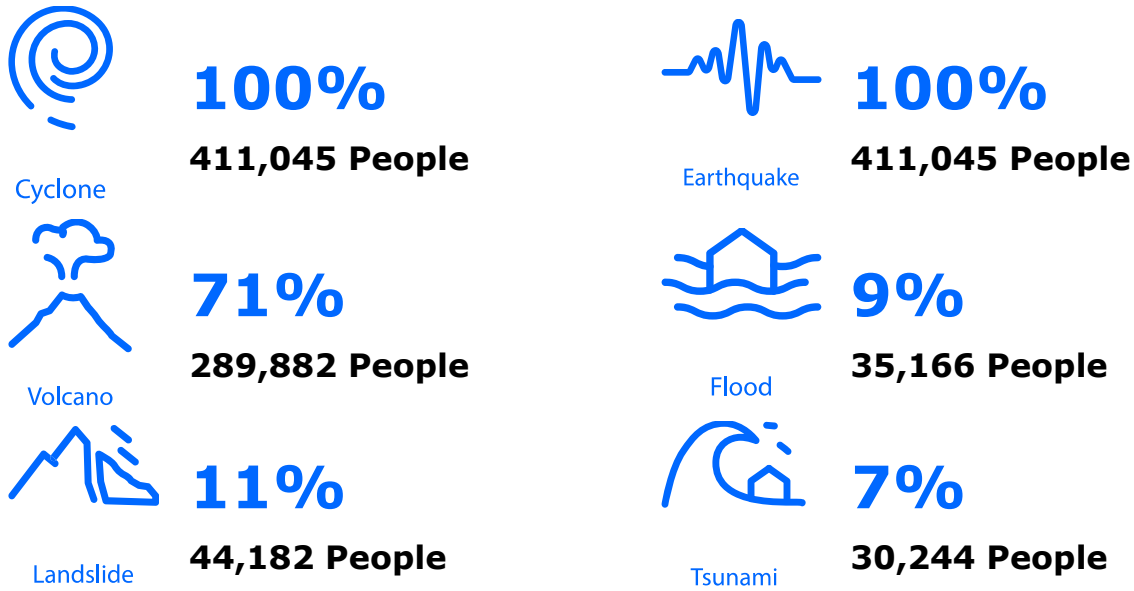 100%
411,045 People
Cyclone
100%
411,045 People
Earthquake
71%
289,882 People
Volcano
9%
35,166 People
Flood
11%
44,182 People
Landslide
7%
30,244 People
Tsunami